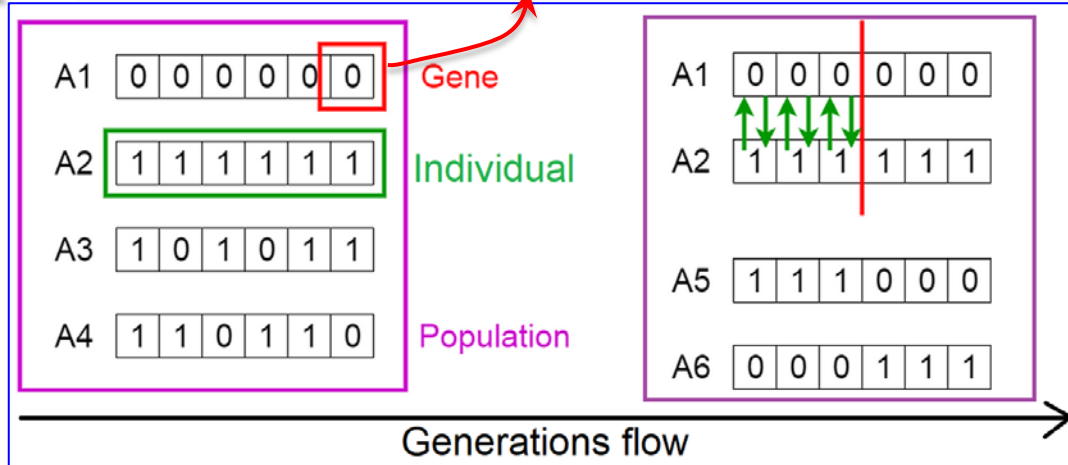 A1 0 0 0 0 0 0 Gene
A2 1 1 1 1 1 1 Individual
A3 1 0 1 0 1 1
A4 1 1 0 1 1 0 Population
A1 0 0 0 0 0 0
A2 1 1 1 1 1 1
A5 1 1 1 0 0 0
A6 0 0 0 1 1 1
Generations flow